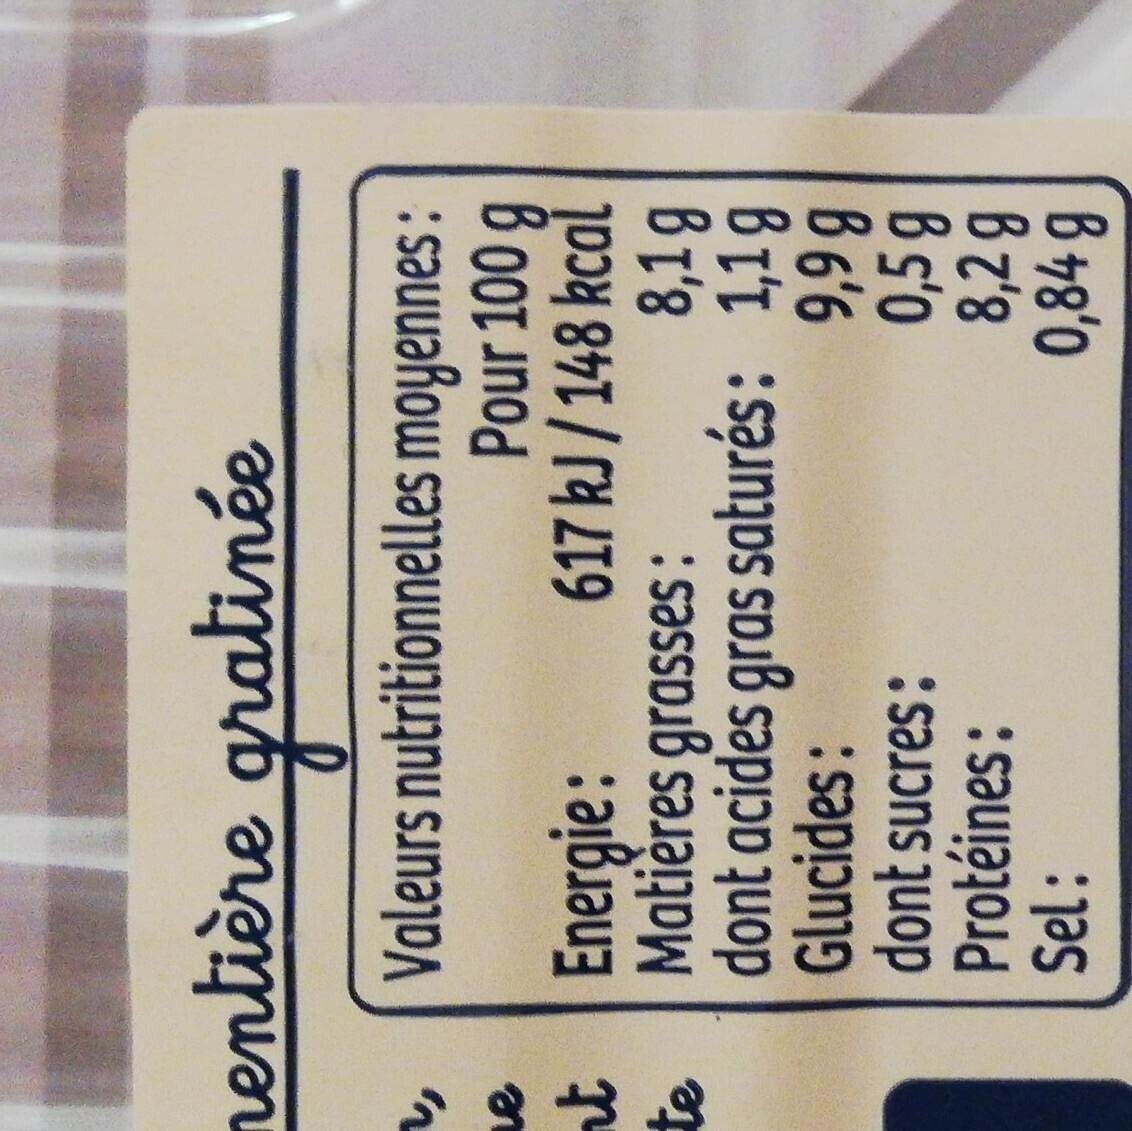 gratinée
Valeurs nutritionnelles moyennes :
Pour 100 g
Energie : 617 kJ / 148 kcal
Matières grasses : 8,1 g
dont acides gras saturés : 1,1 g
Glucides : 9,9 g
dont sucres : 0,5 g
Protéines : 8,2 g
Sel : 0,84 g